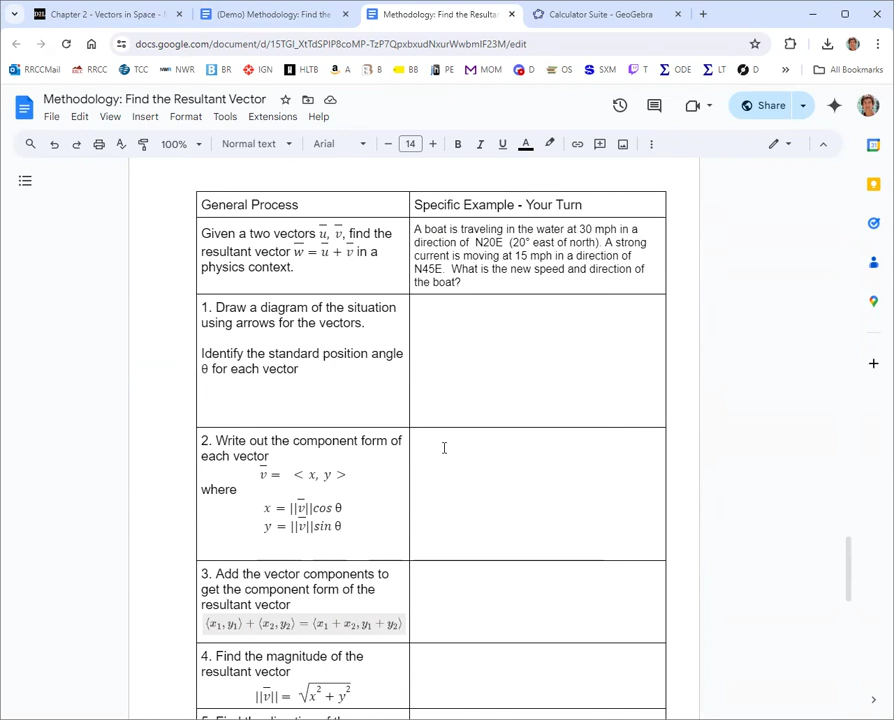 Chapter 2 - Vectors in Space -
(Demo) Methodology: Find the
Methodology: Find the Resultan
Calculator Suite - GeoGebra
docs.google.com/document/d/15TGl_XtTdSPIP8coMP-TzP7QpxbxudNxurWwbmIF23M/edit
RRCCMail
RRCC
TCC
NWR
BR
IGN
HLTB
A
B
BB
PE
MOM
D
OS
SXM
T
ODE
LT
D
All Bookmarks
Methodology: Find the Resultant Vector
File Edit View Insert Format Tools Extensions Help
Share
100%
Normal text
Arial
14
B I U A
General Process
Specific Example - Your Turn
Given a two vectors u̅, v̅, find the
resultant vector w̅ = u̅ + v̅ in a
physics context.
A boat is traveling in the water at 30 mph in a
direction of N20E (20° east of north). A strong
current is moving at 15 mph in a direction of
N45E. What is the new speed and direction of
the boat?
1. Draw a diagram of the situation
using arrows for the vectors.
Identify the standard position angle
θ for each vector
2. Write out the component form of
each vector
v̅ = < x, y >
where
x = ||v̅||cos θ
y = ||v̅||sin θ
3. Add the vector components to
get the component form of the
resultant vector
⟨x₁, y₁⟩ + ⟨x₂, y₂⟩ = ⟨x₁ + x₂, y₁ + y₂⟩
4. Find the magnitude of the
resultant vector
||v̅|| = √x² + y²
5. Find the direction of the